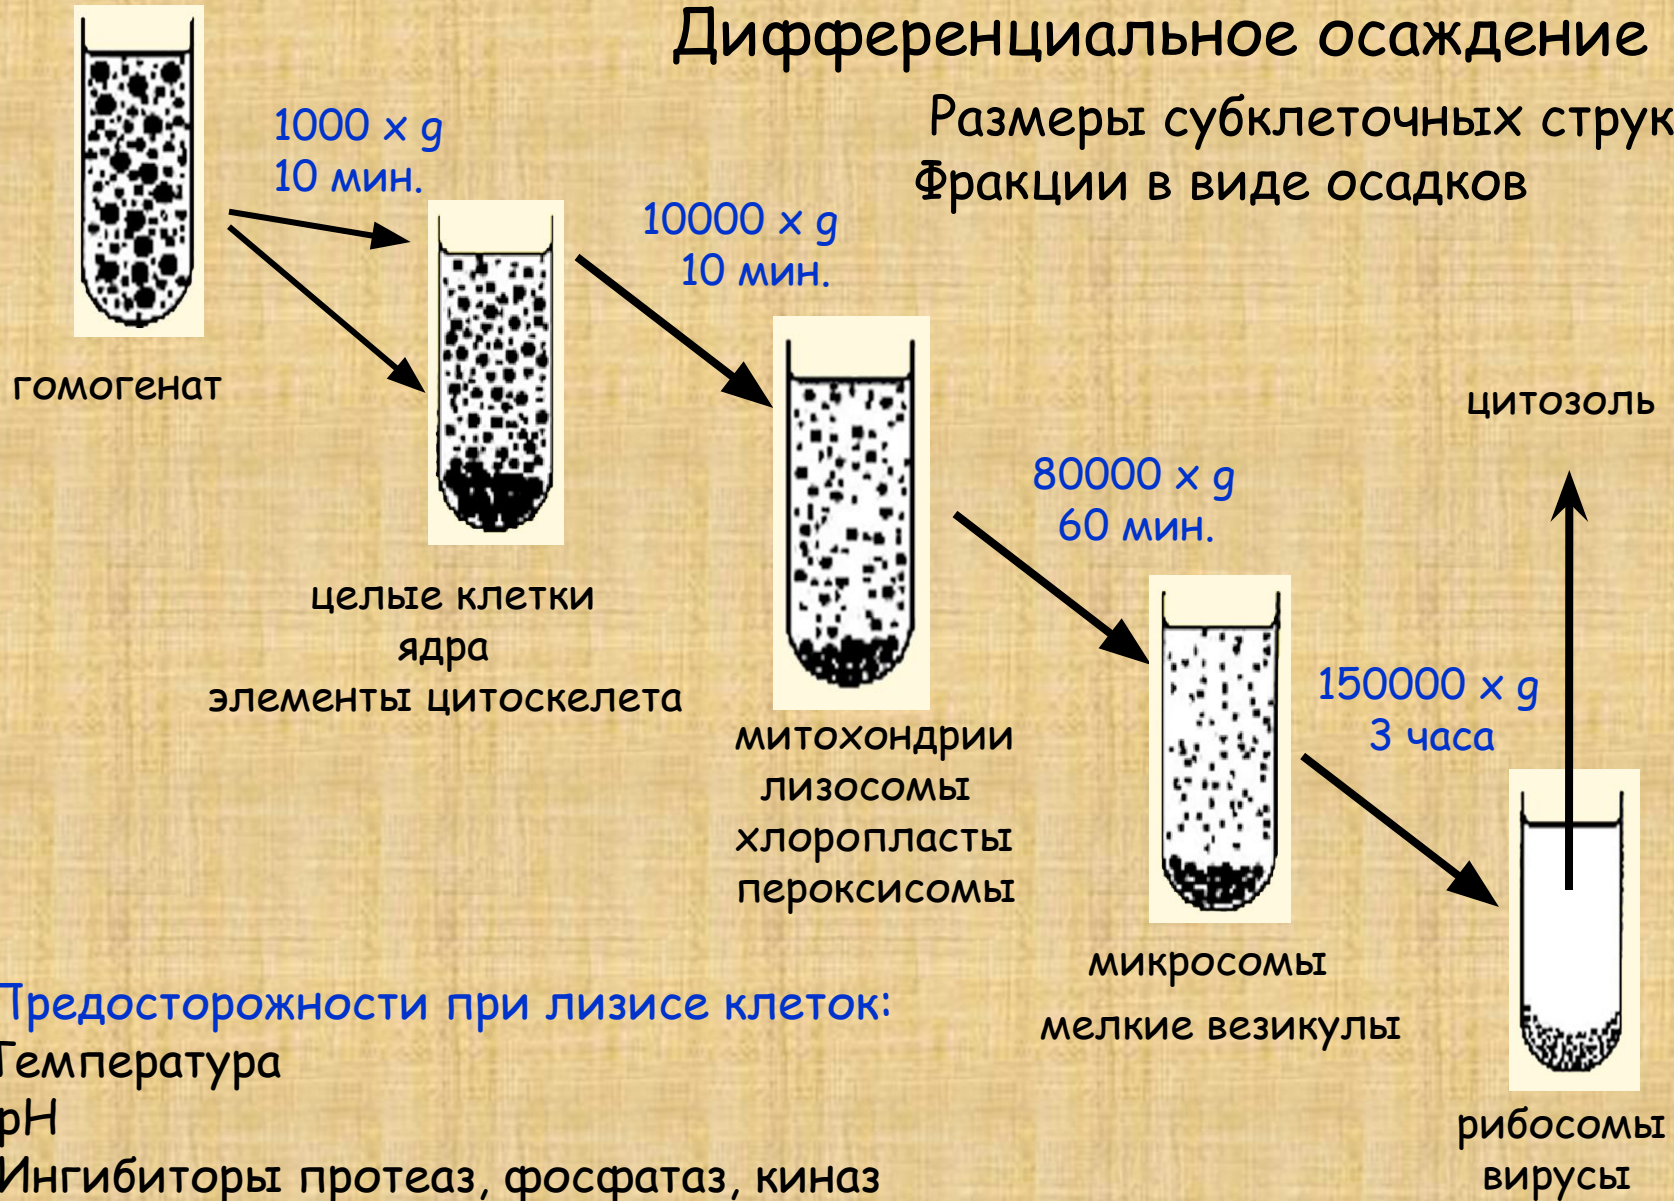 Дифференциальное осаждение
Размеры субклеточных струк
Фракции в виде осадков
1000 x g
10 мин.
10000 x g
10 мин.
гомогенат
цитозоль
80000 x g
60 мин.
целые клетки
ядра
элементы цитоскелета
150000 x g
3 часа
митохондрии
лизосомы
хлоропласты
пероксисомы
микросомы
мелкие везикулы
Предосторожности при лизисе клеток:
Температура
pH
Ингибиторы протеаз, фосфатаз, киназ
рибосомы
вирусы